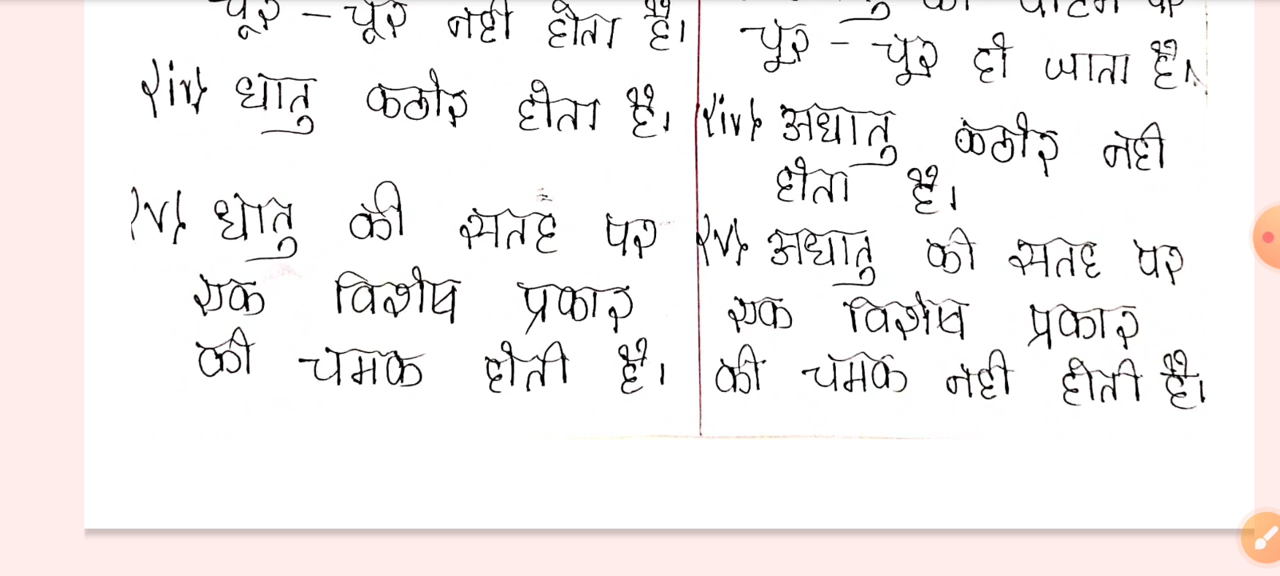 चूर - चूर नही होता है।
(iv) धातु कठोर होता है।
(v) धातु की सतह पर
एक विशेष प्रकार
की चमक होती है।
चूर - चूर हो जाता है।
(iv) अधातु कठोर नही
होता है।
(v) अधातु की सतह पर
एक विशेष प्रकार
की चमक नही होती है।